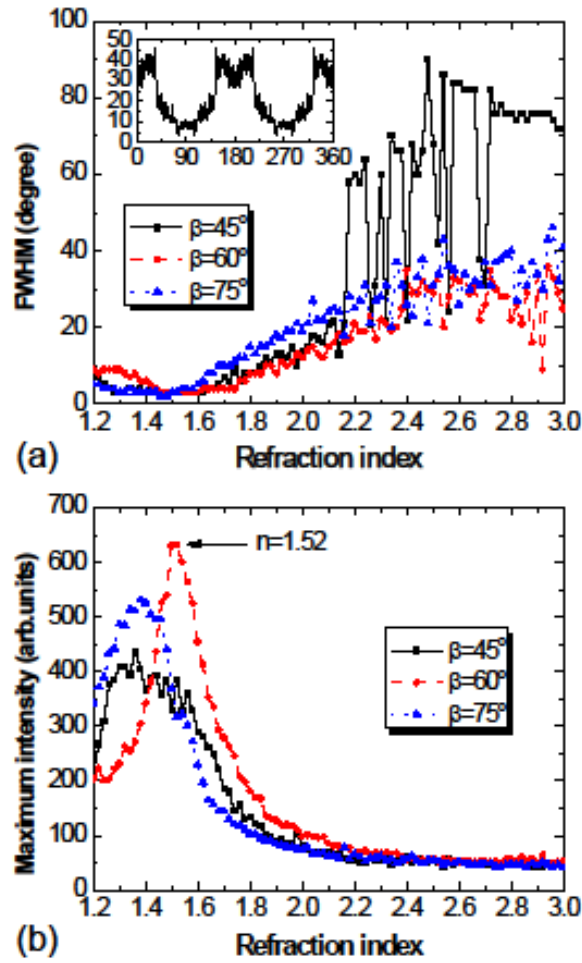 50
40
30
20
10
0
0 90 180 270 360
100
80
60
40
20
0
FWHM (degree)
β=45°
β=60°
β=75°
1.2 1.4 1.6 1.8 2.0 2.2 2.4 2.6 2.8 3.0
(a) Refraction index
700
600
500
400
300
200
100
0
Maximum intensity (arb.units)
n=1.52
β=45°
β=60°
β=75°
1.2 1.4 1.6 1.8 2.0 2.2 2.4 2.6 2.8 3.0
(b) Refraction index